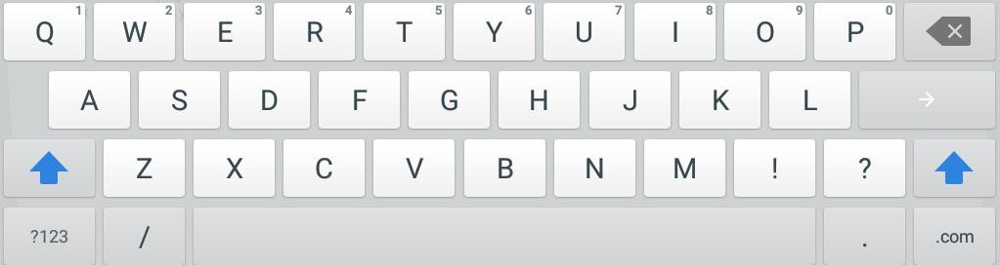 Q 1 W 2 E 3 R 4 T 5 Y 6 U 7 I 8 O 9 P 0
A S D F G H J K L
Z X C V B N M ! ?
?123 / . .com